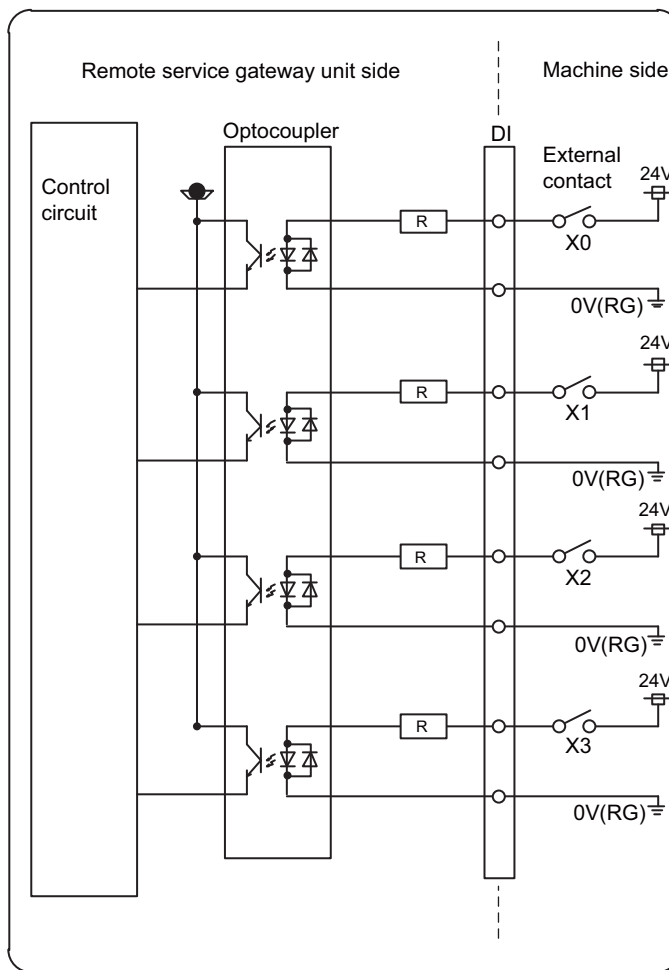 Remote service gateway unit side
Machine side
Optocoupler
DI
Control
circuit
External
contact
24V
R
X0
0V(RG)
24V
R
X1
0V(RG)
24V
R
X2
0V(RG)
24V
R
X3
0V(RG)